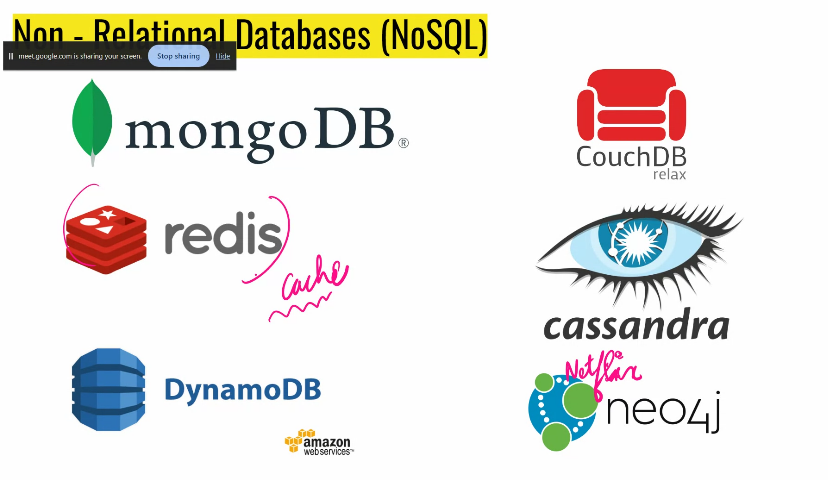 Non - Relational Databases (NoSQL)
meet.google.com is sharing your screen. Stop sharing Hide
mongoDB®
CouchDB
relax
redis
cache
cassandra
Netflix
DynamoDB
neo4j
amazon
webservices™